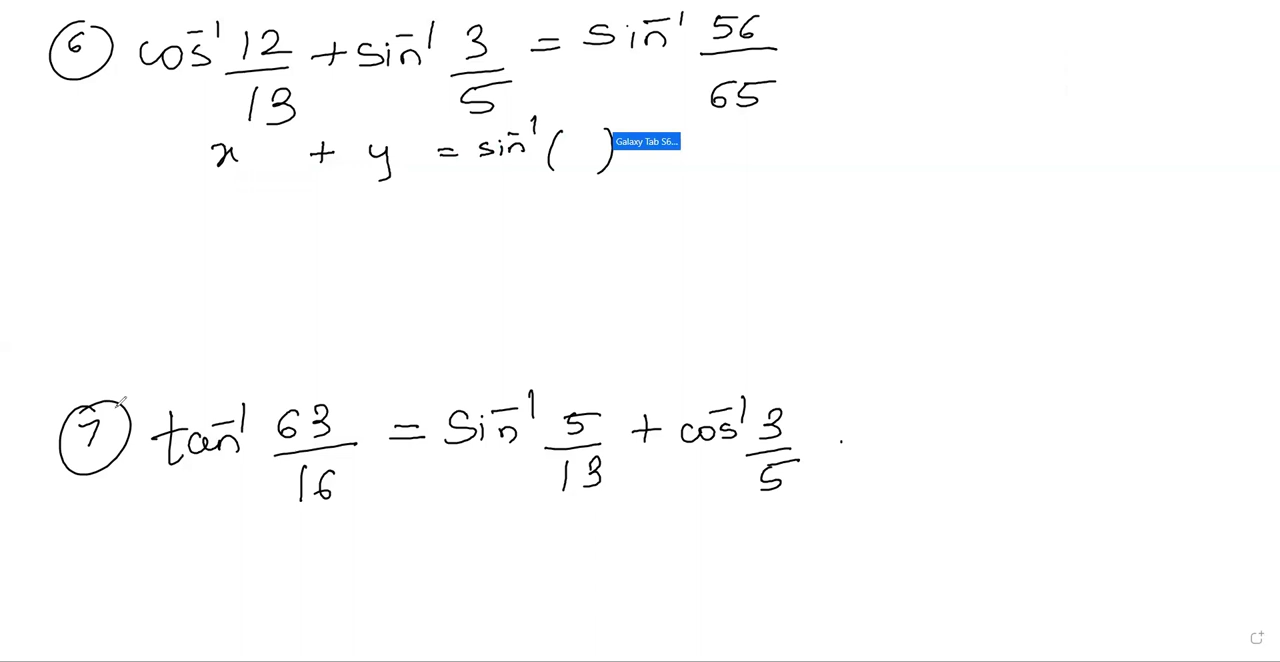 6 cos⁻¹ 12/13 + sin⁻¹ 3/5 = sin⁻¹ 56/65
x + y = sin⁻¹ ( )
Galaxy Tab S6...
7 tan⁻¹ 63/16 = Sin⁻¹ 5/13 + cos⁻¹ 3/5 .